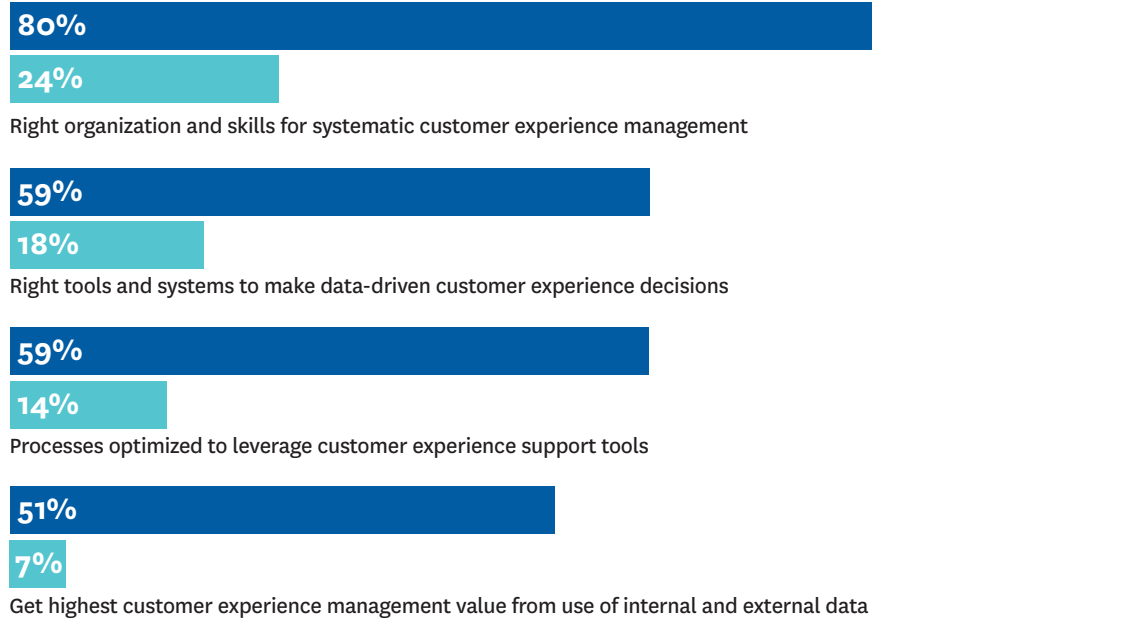 80%
24%
Right organization and skills for systematic customer experience management
59%
18%
Right tools and systems to make data-driven customer experience decisions
59%
14%
Processes optimized to leverage customer experience support tools
51%
7%
Get highest customer experience management value from use of internal and external data